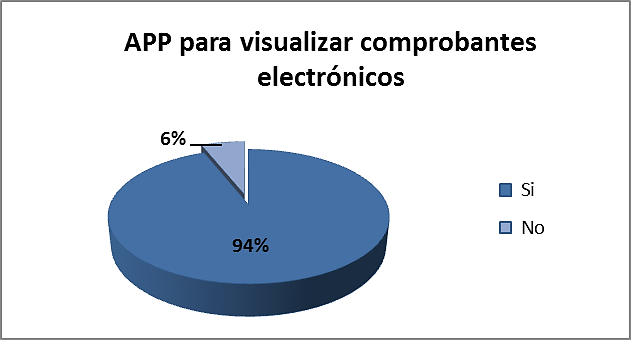 APP para visualizar comprobantes
electrónicos
6%
Si
No
94%